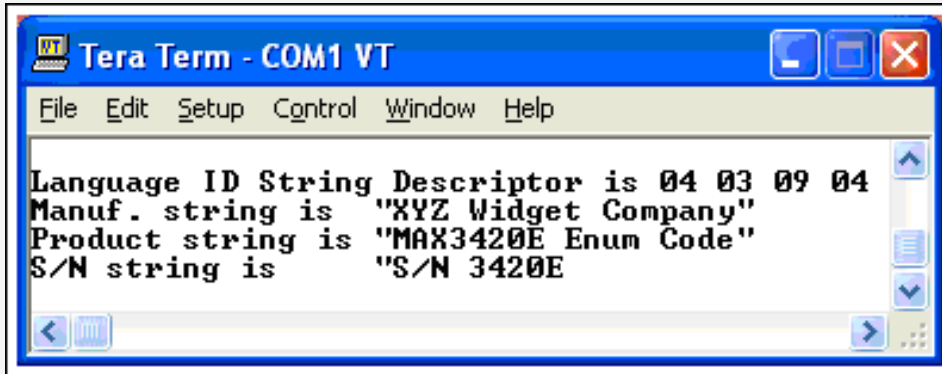 Tera Term - COM1 VT
File Edit Setup Control Window Help
Language ID String Descriptor is 04 03 09 04
Manuf. string is  "XYZ Widget Company"
Product string is "MAX3420E Enum Code"
S/N string is     "S/N 3420E